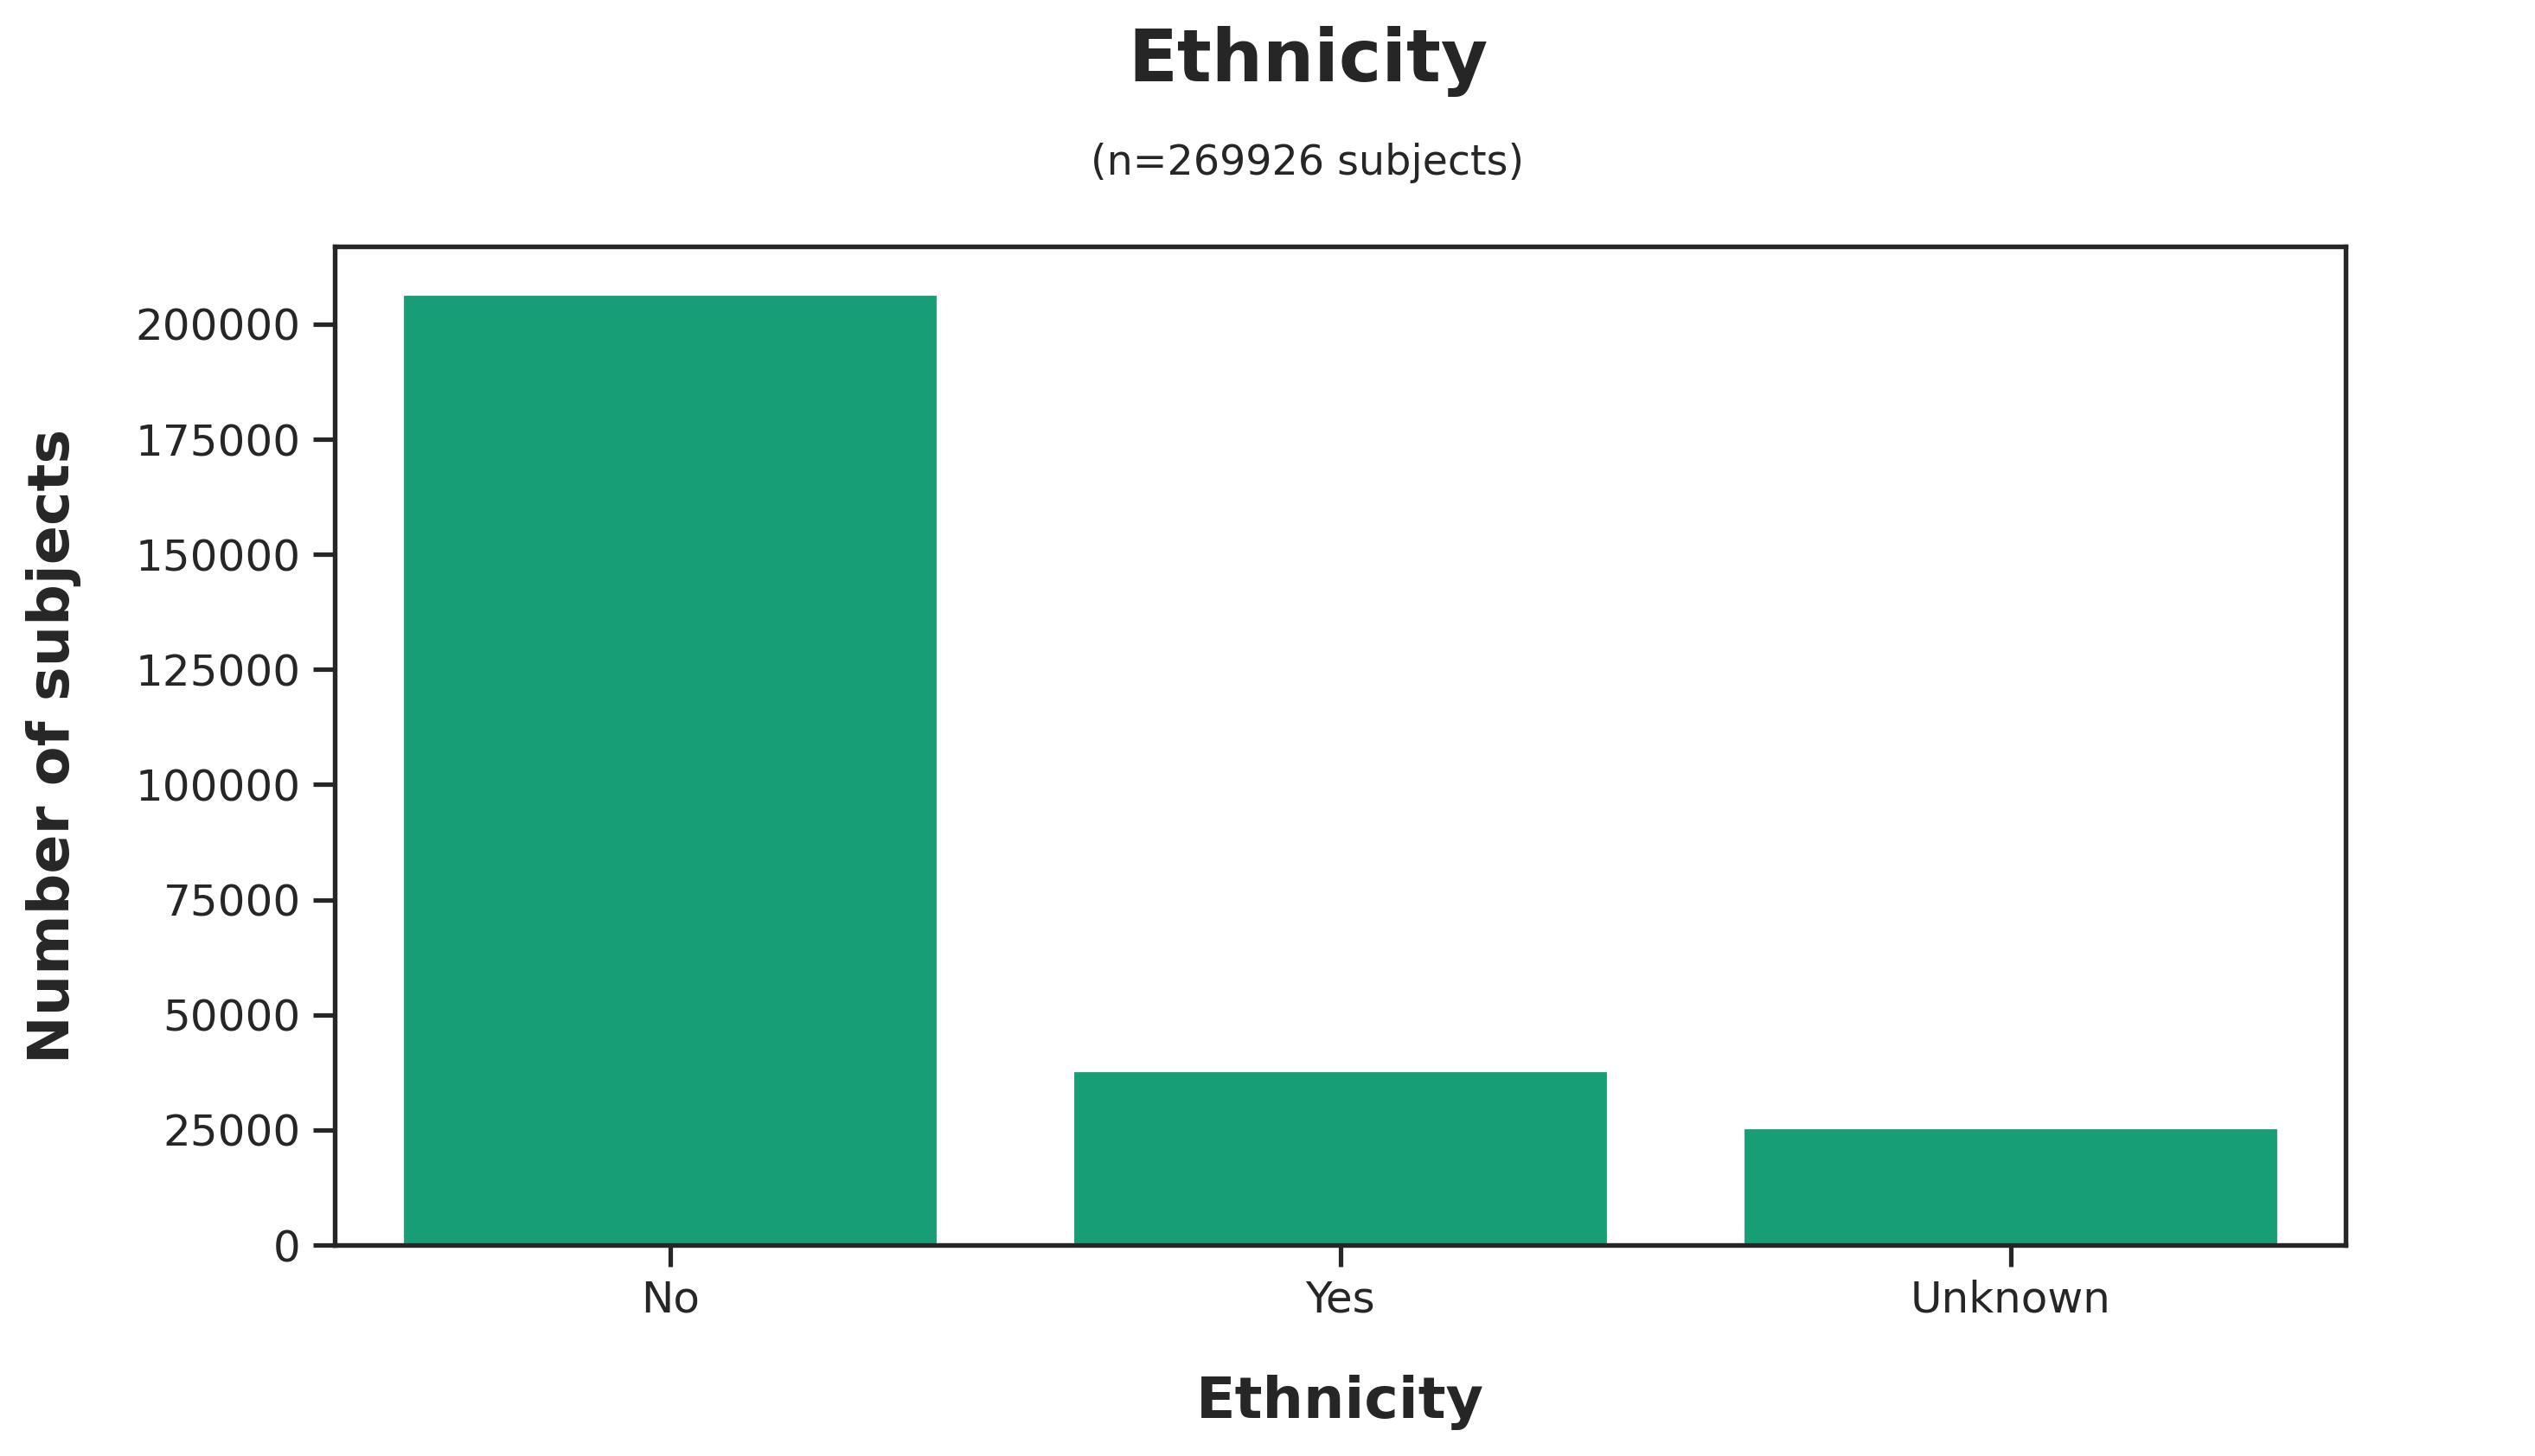 Ethnicity
(n=269926 subjects)
Number of subjects
200000
175000
150000
125000
100000
75000
50000
25000
0
No
Yes
Unknown
Ethnicity